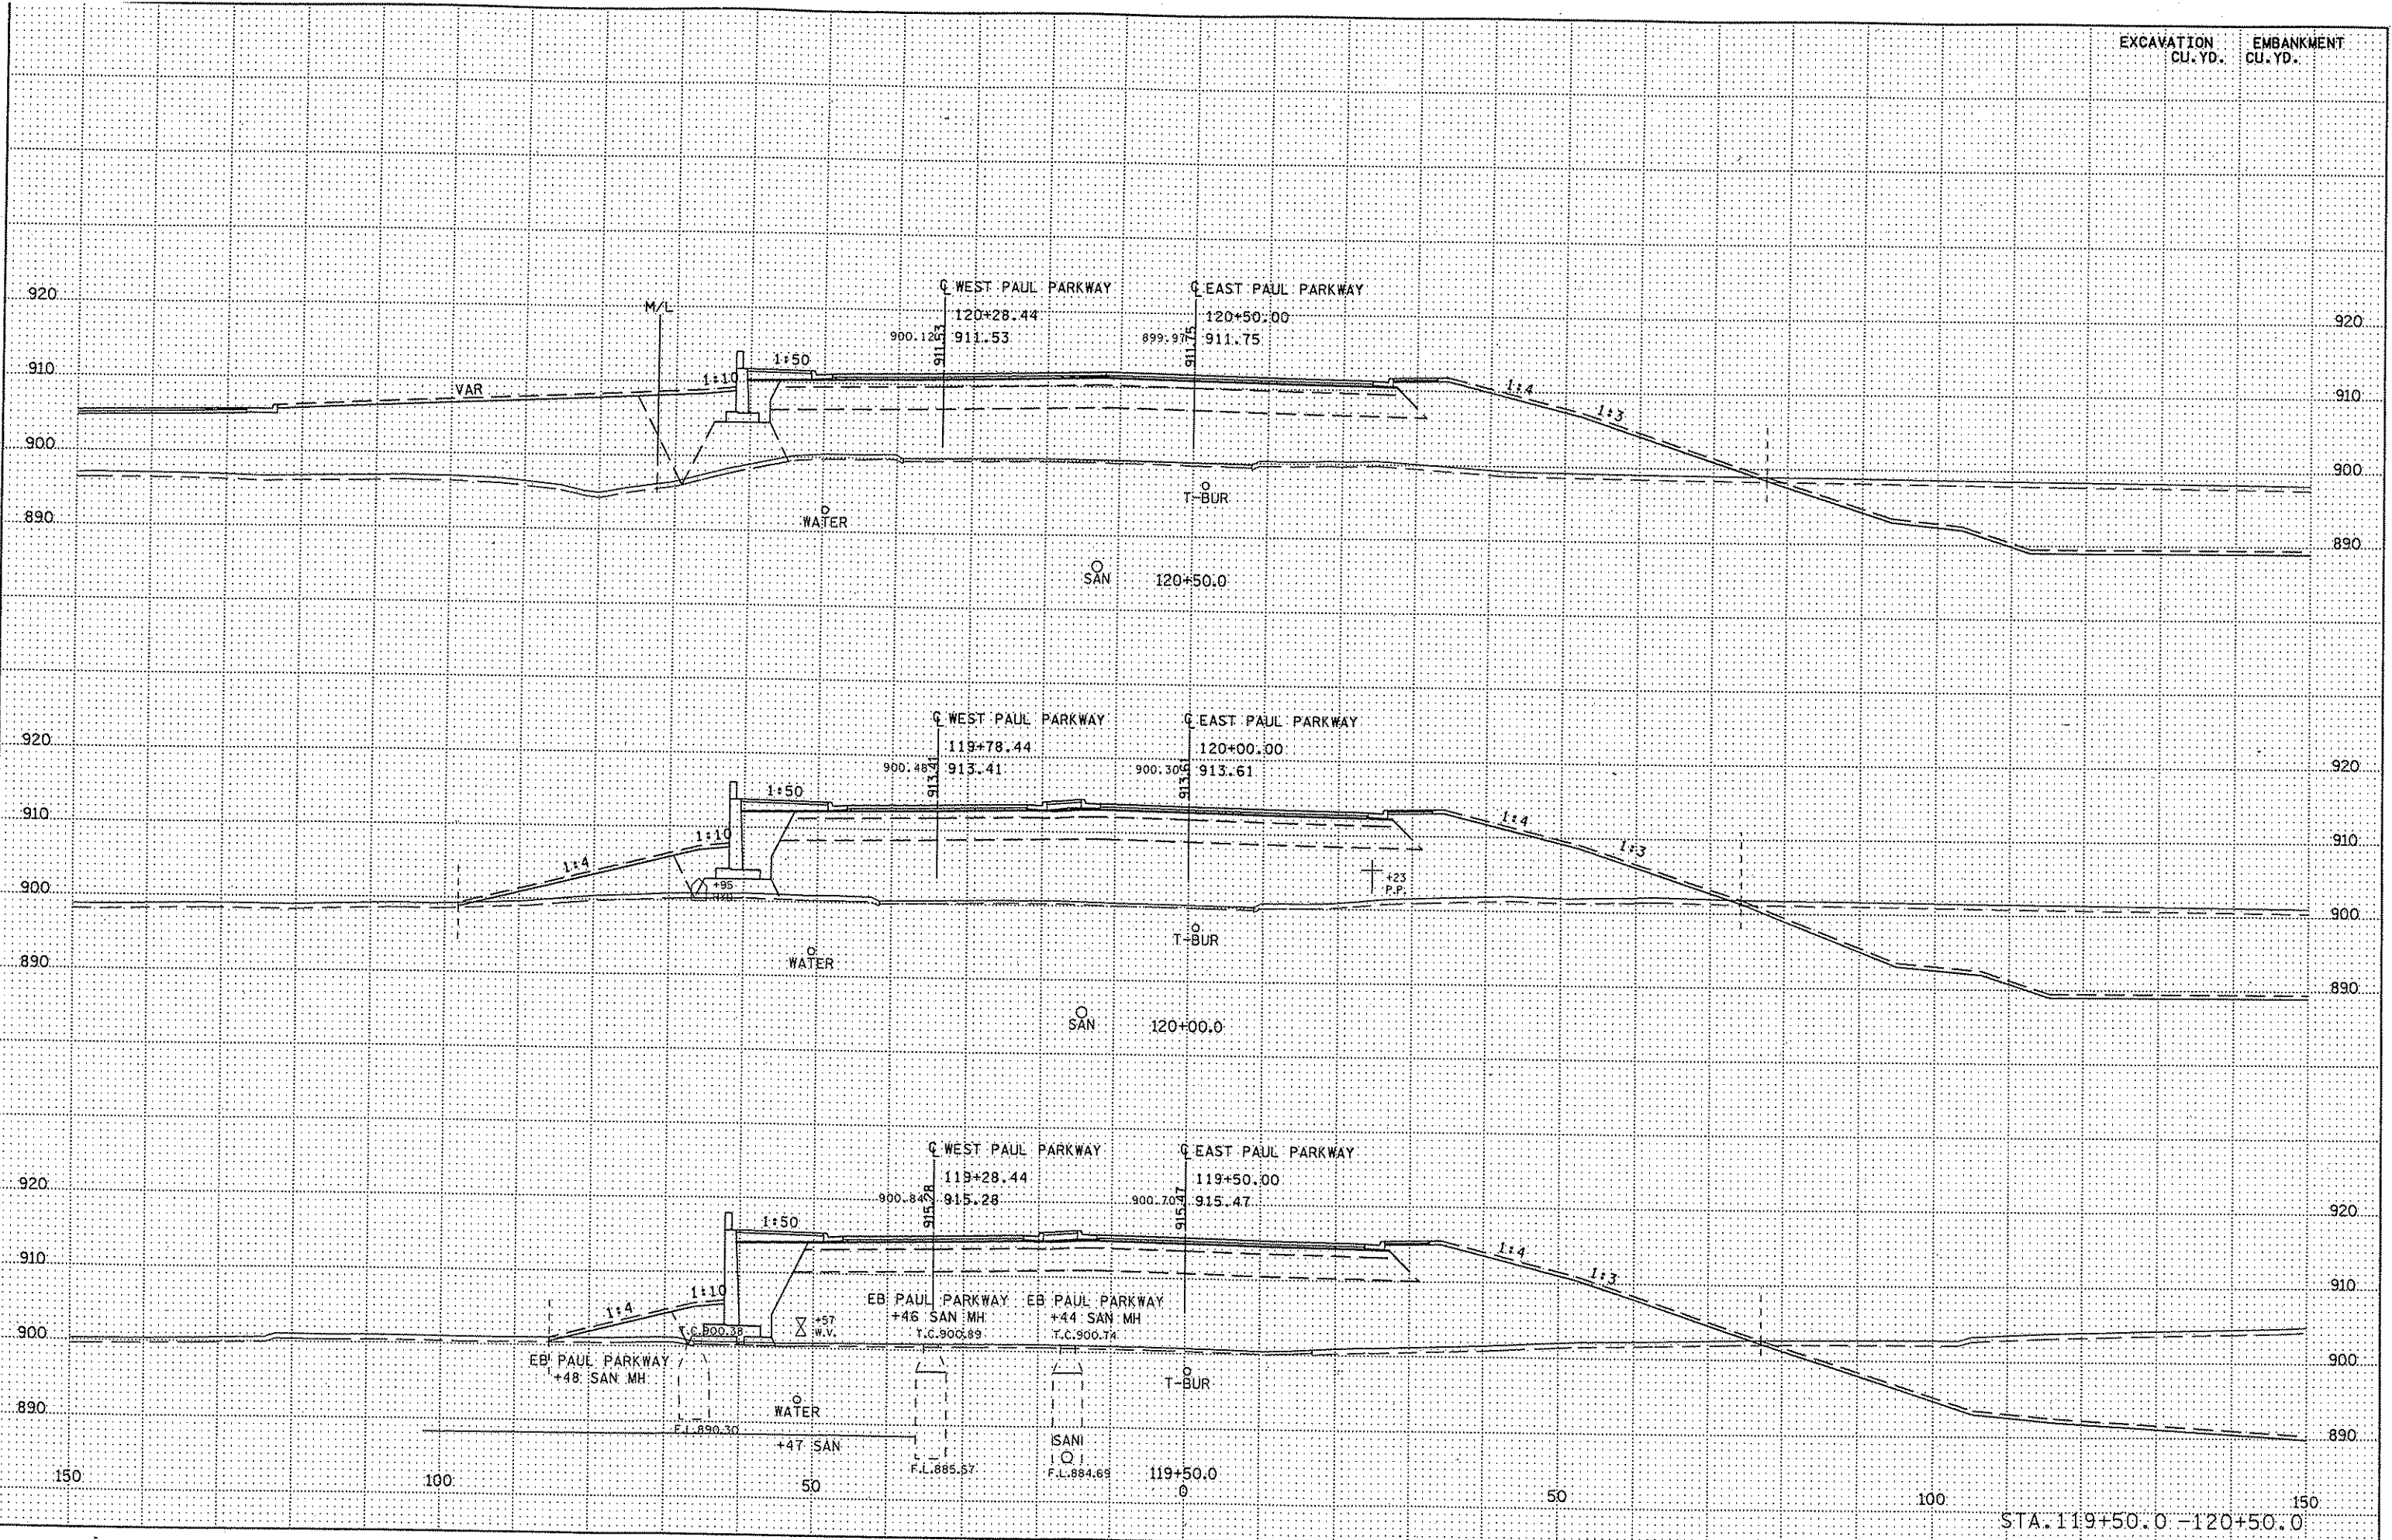 EXCAVATION EMBANKMENT
CU.YD. CU.YD.
℄ WEST PAUL PARKWAY ℄ EAST PAUL PARKWAY
920 M/L 120+28.44 120+50.00 920
900.12 911.53 911.53 899.97 911.75 911.75
910 VAR 1:10 1:50 1:4 1:3 910
900 900
WATER T-BUR
890 890
SAN 120+50.0
℄ WEST PAUL PARKWAY ℄ EAST PAUL PARKWAY
920 119+78.44 120+00.00 920
900.48 913.41 913.41 900.30 913.61 913.61
1:50
910 1:10 1:4 1:3 910
1:4 +23
900 +95 P.P. 900
WATER T-BUR
890 890
SAN 120+00.0
℄ WEST PAUL PARKWAY ℄ EAST PAUL PARKWAY
920 119+28.44 119+50.00 920
900.84 915.28 915.28 900.70 915.47 915.47
1:50
910 1:4 1:3 910
1:4 1:10 EB PAUL PARKWAY EB PAUL PARKWAY
+57 +46 SAN MH +44 SAN MH
900 T.C.900.38 W.V. T.C.900.89 T.C.900.74 900
EB PAUL PARKWAY
+48 SAN MH T-BUR
890 WATER 890
F.L.890.30
+47 SAN SAN
F.L.885.57 F.L.884.69 119+50.0
150 100 50 0 50 100 150
STA.119+50.0 -120+50.0